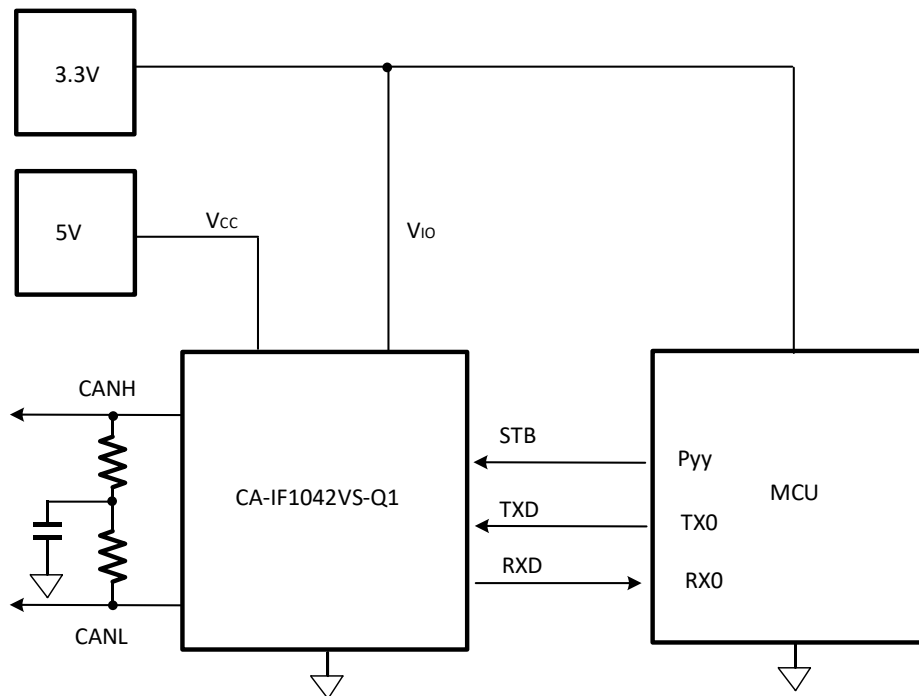 3.3V
5V
VCC
VIO
CANH
STB
Pyy
CA-IF1042VS-Q1
MCU
TXD
TX0
RXD
RX0
CANL